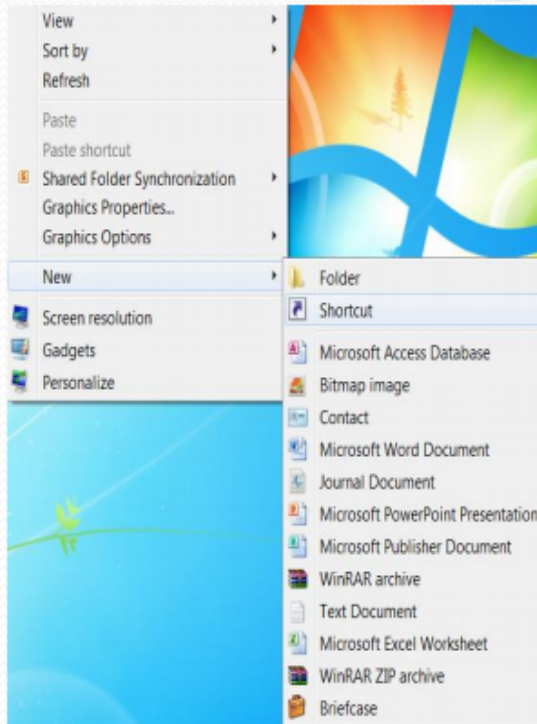 View
Sort by
Refresh
Paste
Paste shortcut
Shared Folder Synchronization
Graphics Properties...
Graphics Options
New
Screen resolution
Gadgets
Personalize
Folder
Shortcut
Microsoft Access Database
Bitmap image
Contact
Microsoft Word Document
Journal Document
Microsoft PowerPoint Presentation
Microsoft Publisher Document
WinRAR archive
Text Document
Microsoft Excel Worksheet
WinRAR ZIP archive
Briefcase